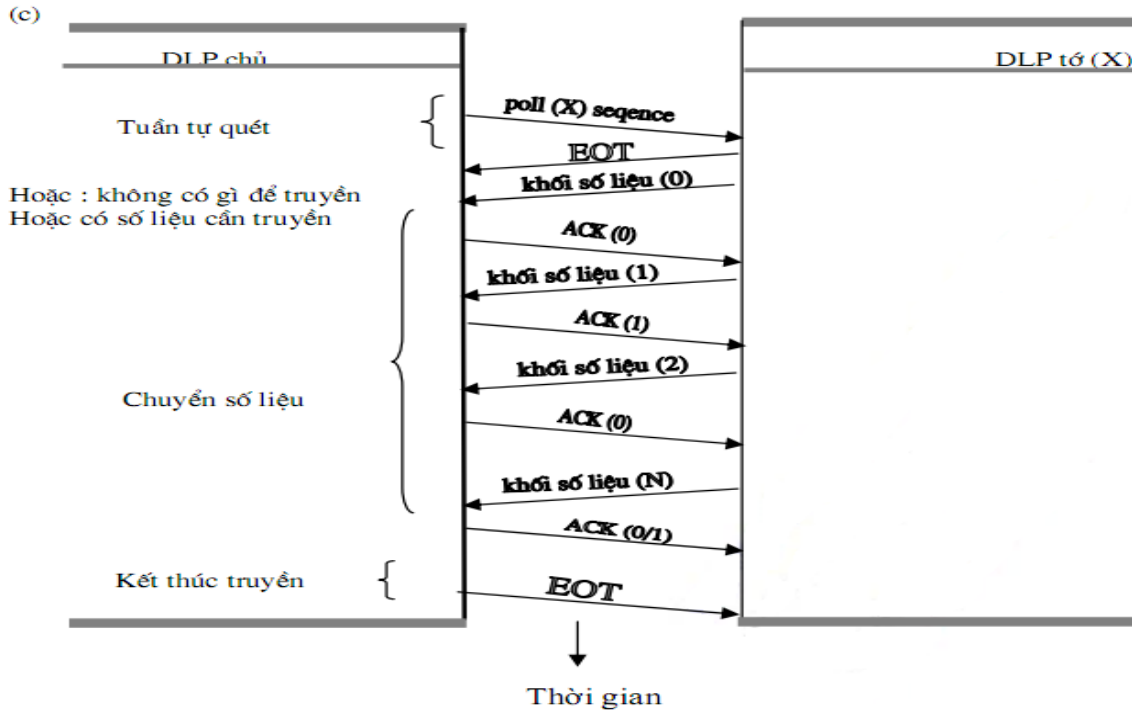 (c)
DLP chủ
DLP tớ (X)
poll (X) seqence
Tuần tự quét
EOT
Hoặc : không có gì để truyền
khối số liệu (0)
Hoặc có số liệu cần truyền
ACK (0)
khối số liệu (1)
ACK (1)
khối số liệu (2)
Chuyển số liệu
ACK (0)
khối số liệu (N)
ACK (0/1)
Kết thúc truyền
EOT
Thời gian